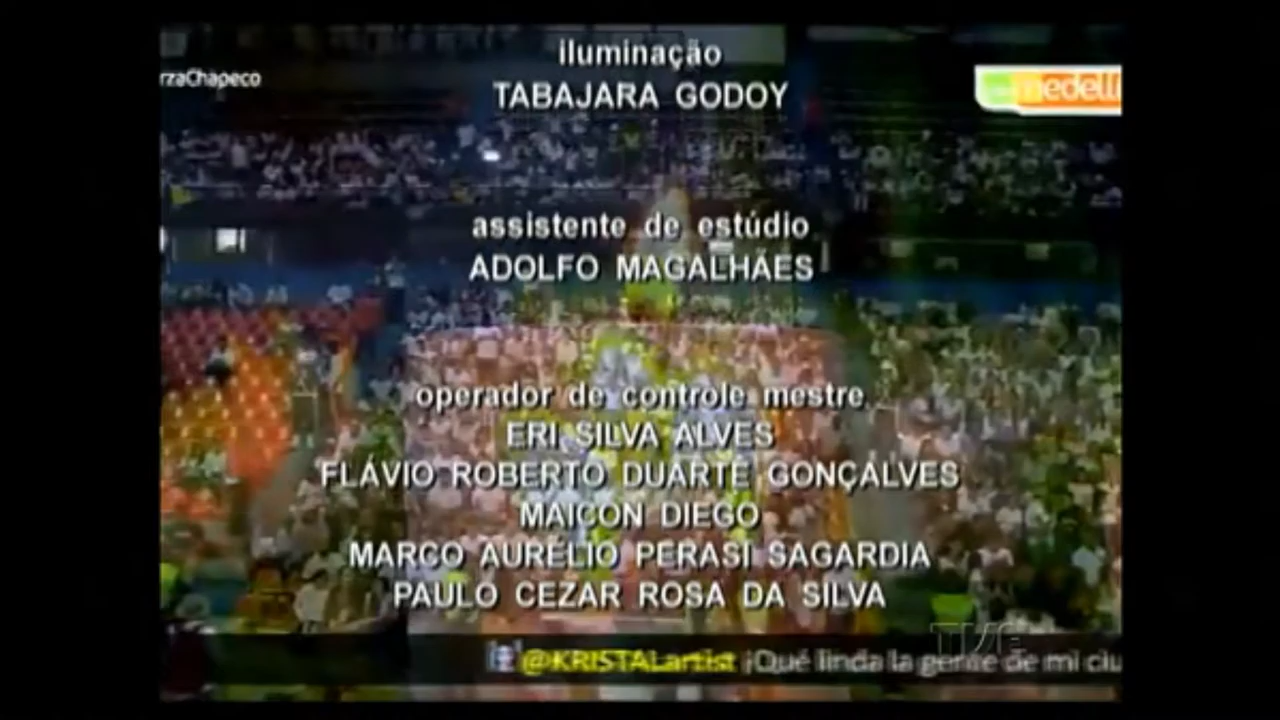 iluminação
TABAJARA GODOY
rzaChapeco
medell
assistente de estúdio
ADOLFO MAGALHÃES
operador de controle mestre
ERI SILVA ALVES
FLÁVIO ROBERTO DUARTE GONÇALVES
MAICON DIEGO
MARCO AURÉLIO PERASI SAGARDIA
PAULO CEZAR ROSA DA SILVA
TVE
@KRISTALartist ¡Qué linda la gente de mi ciu